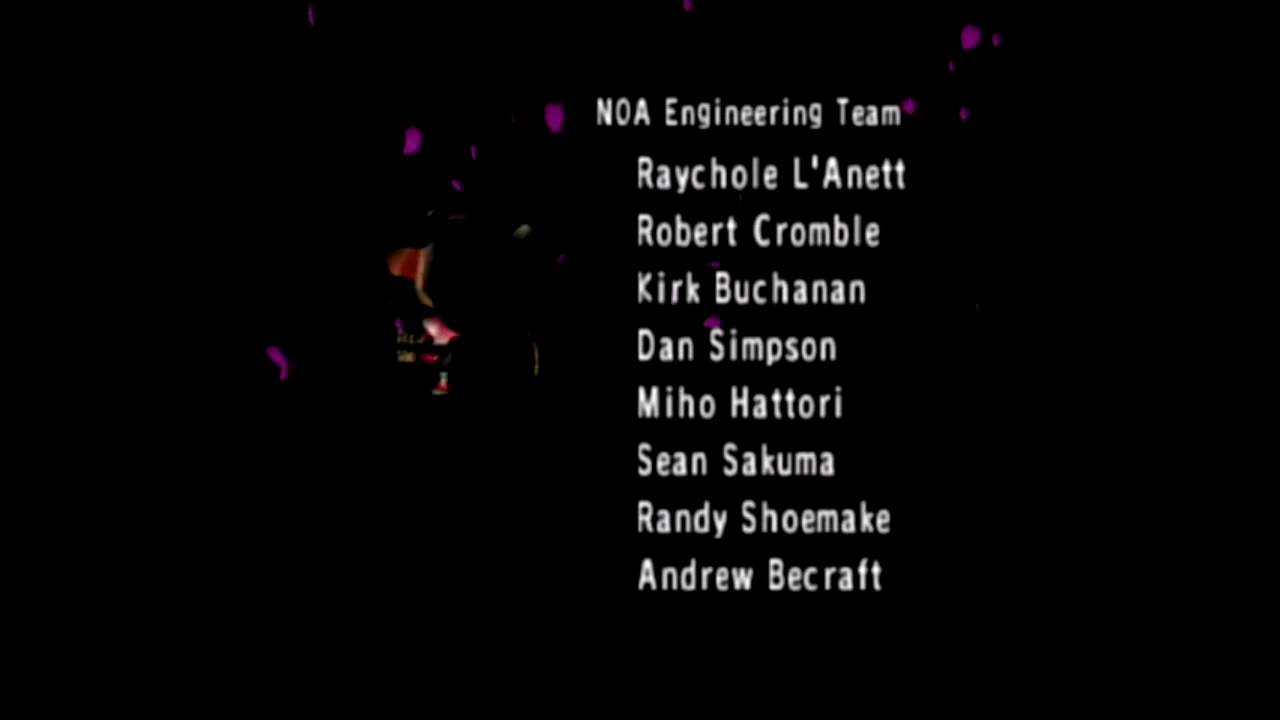 NOA Engineering Team
Raychole L'Anett
Robert Cromble
Kirk Buchanan
Dan Simpson
Miho Hattori
Sean Sakuma
Randy Shoemake
Andrew Becraft